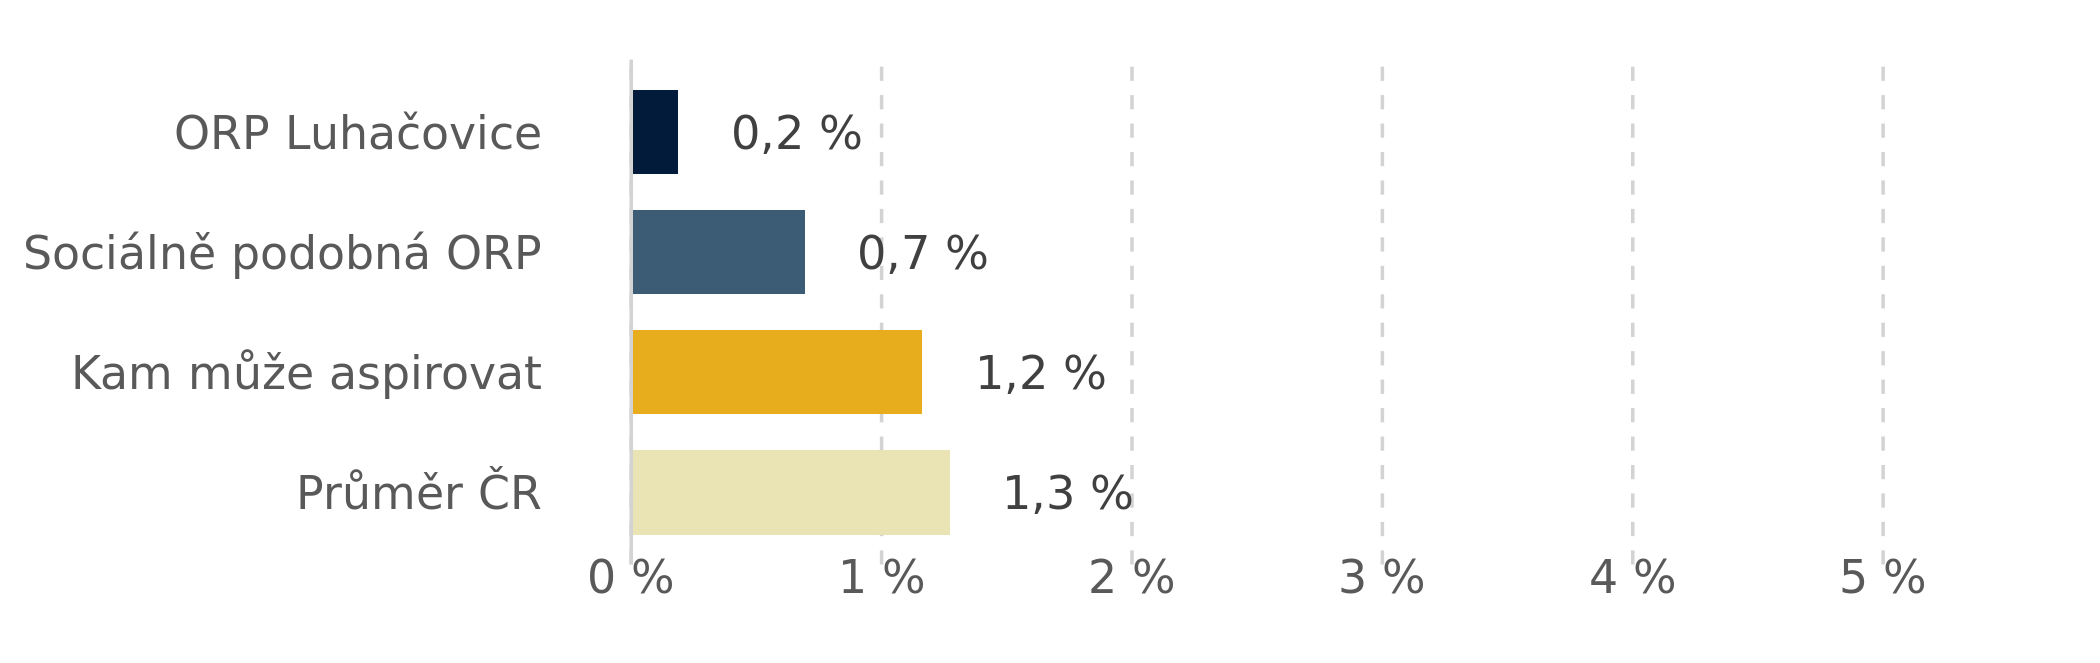 ORP Luhačovice 0,2 %
Sociálně podobná ORP 0,7 %
Kam může aspirovat 1,2 %
Průměr ČR 1,3 %
0 % 1 % 2 % 3 % 4 % 5 %